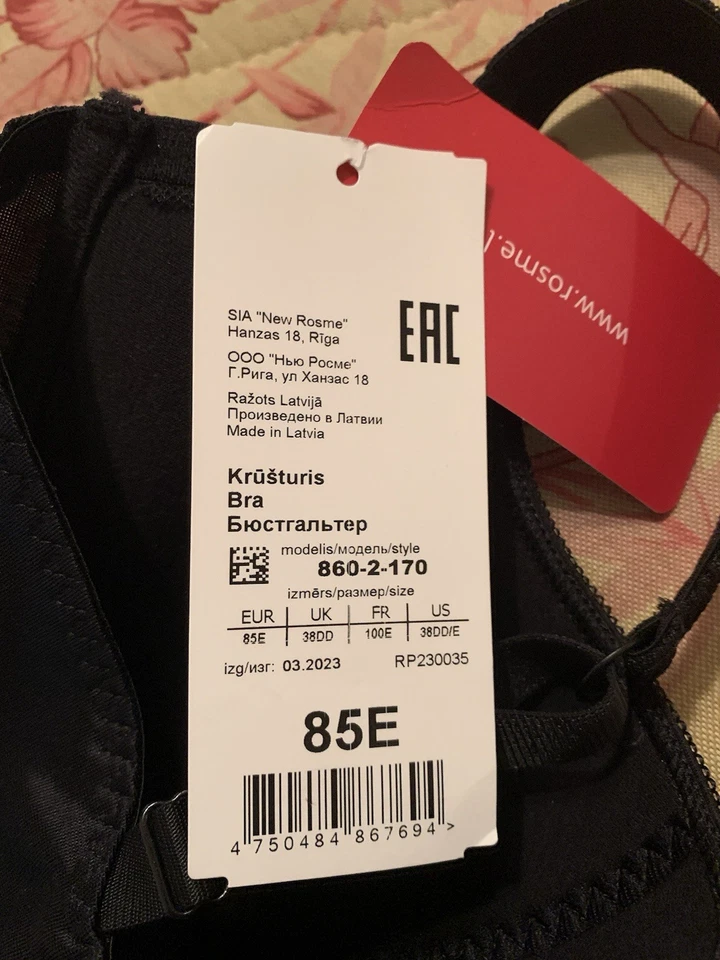 SIA "New Rosme"
Hanzas 18, Rīga
ООО "Нью Росме"
Г.Рига, ул Ханзас 18
Ražots Latvijā
Произведено в Латвии
Made in Latvia
EAC
www.rosme.l
Krūšturis
Bra
Бюстгальтер
modelis/модель/style
860-2-170
izmērs/размер/size
EUR UK FR US
85E 38DD 100E 38DD/E
izg/изг: 03.2023 RP230035
85E
4 750484 867694 >